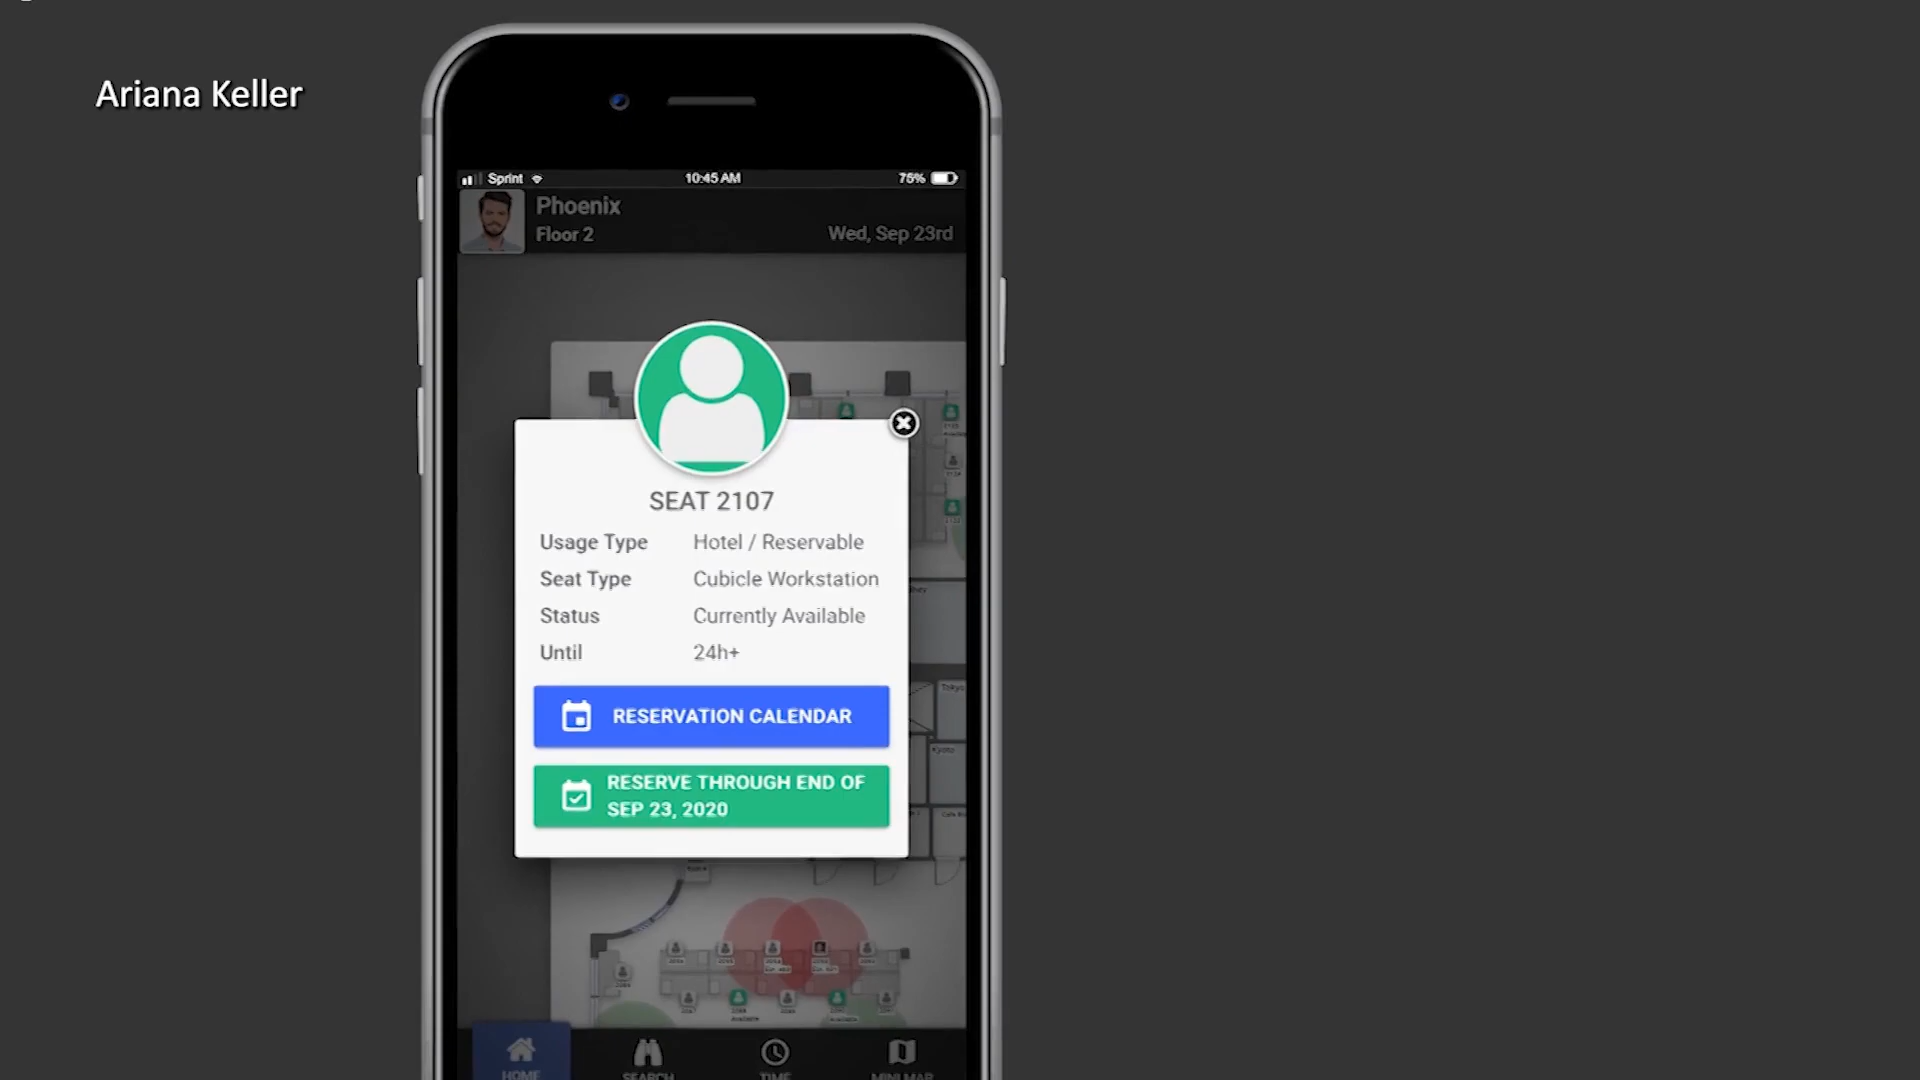 Ariana Keller
Sprint 10:45 AM 75%
Phoenix
Floor 2
Wed, Sep 23rd
SEAT 2107
Usage Type Hotel / Reservable
Seat Type Cubicle Workstation
Status Currently Available
Until 24h+
RESERVATION CALENDAR
RESERVE THROUGH END OF
SEP 23, 2020
Tokyo
Kyoto
HOME SEARCH TIME MINI MAP